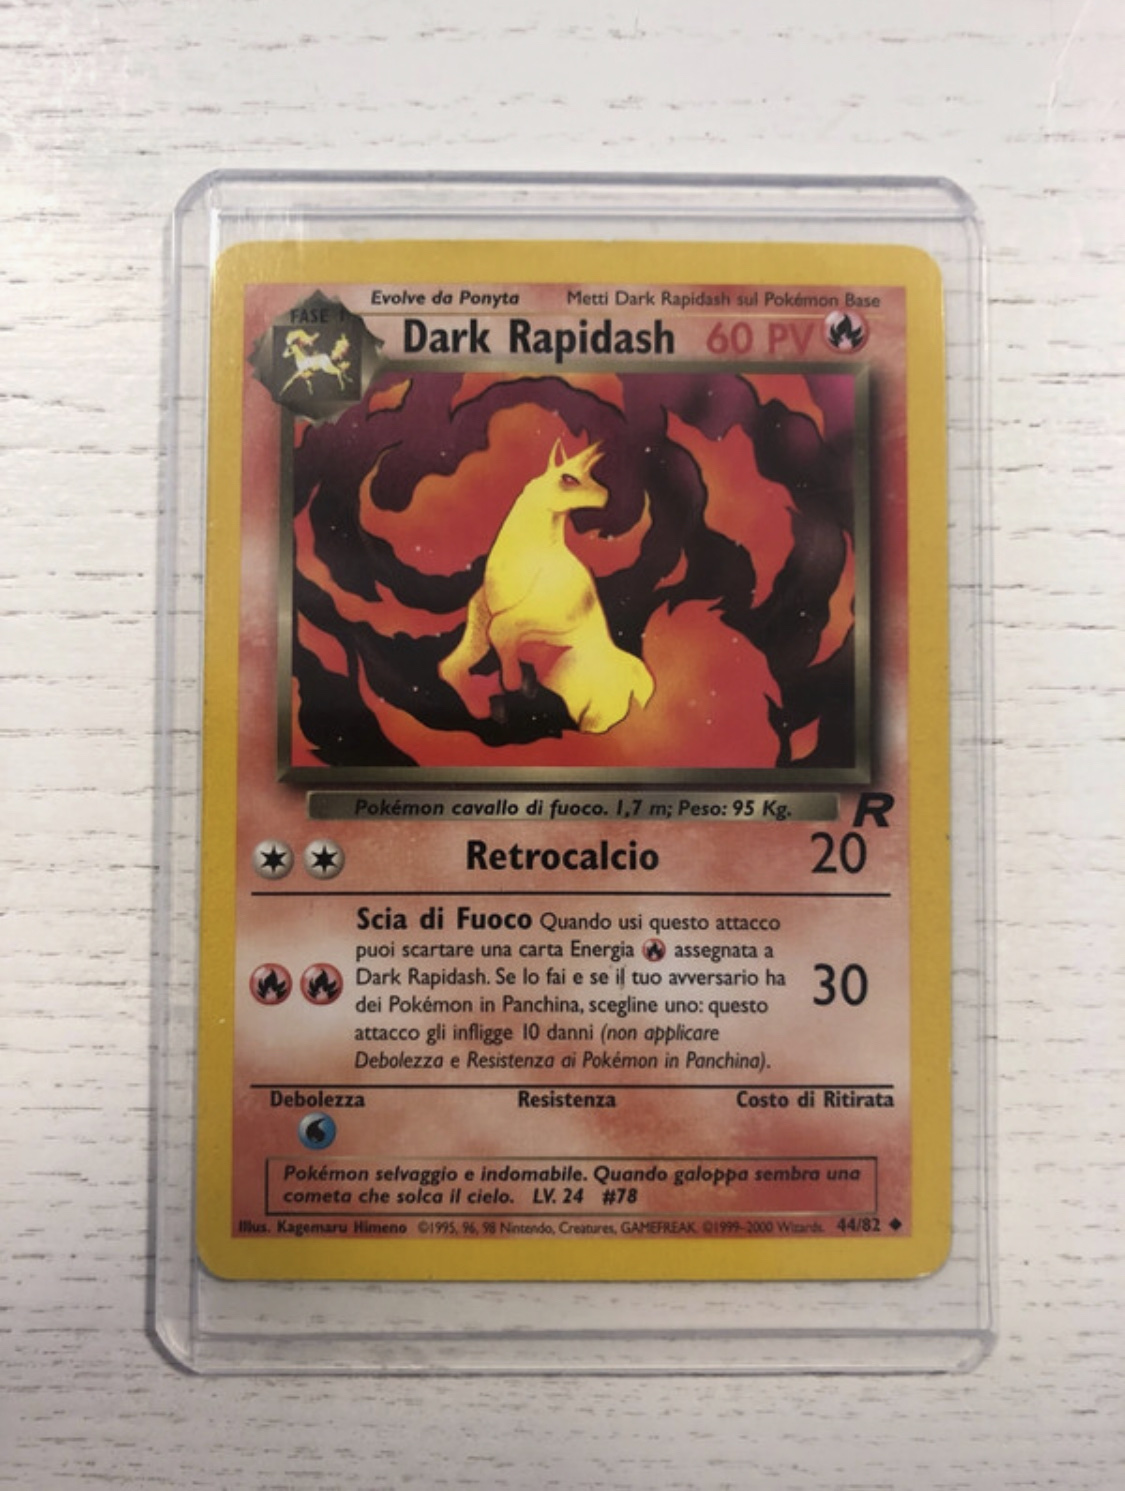 Evolve da Ponyta Metti Dark Rapidash sul Pokémon Base
FASE 1
Dark Rapidash 60 PV
Pokémon cavallo di fuoco. 1,7 m; Peso: 95 Kg.
R
Retrocalcio 20
Scia di Fuoco Quando usi questo attacco
puoi scartare una carta Energia assegnata a
Dark Rapidash. Se lo fai e se il tuo avversario ha
dei Pokémon in Panchina, scegline uno: questo
attacco gli infligge 10 danni (non applicare
Debolezza e Resistenza ai Pokémon in Panchina).
30
Debolezza Resistenza Costo di Ritirata
Pokémon selvaggio e indomabile. Quando galoppa sembra una
cometa che solca il cielo. LV. 24 #78
Illus. Kagemaru Himeno ©1995, 96, 98 Nintendo, Creatures, GAMEFREAK. ©1999-2000 Wizards. 44/82